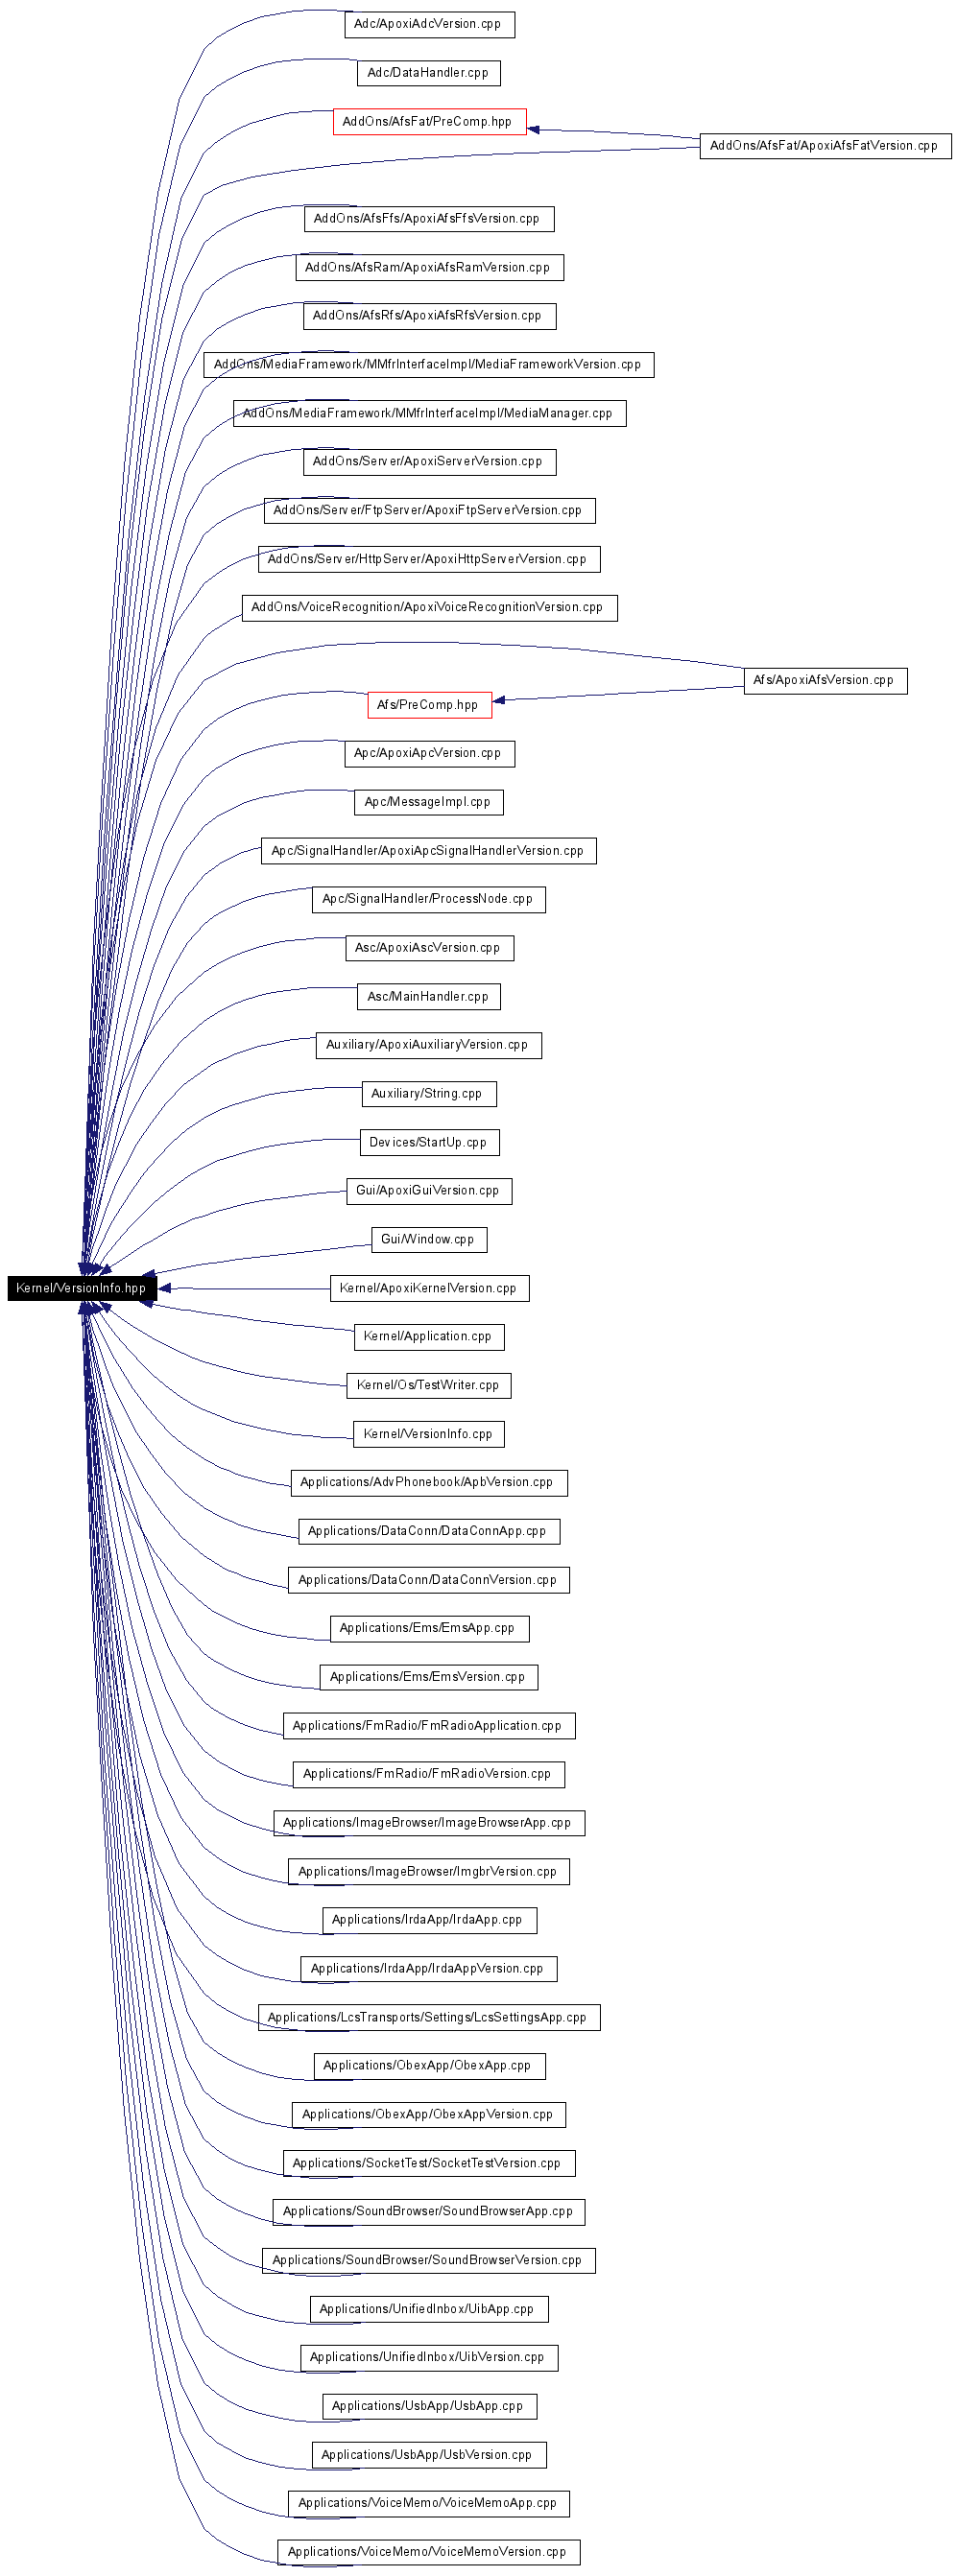 Adc/ApoxiAdcVersion.cpp
Adc/DataHandler.cpp
AddOns/AfsFat/PreComp.hpp
AddOns/AfsFat/ApoxiAfsFatVersion.cpp
AddOns/AfsFfs/ApoxiAfsFfsVersion.cpp
AddOns/AfsRam/ApoxiAfsRamVersion.cpp
AddOns/AfsRfs/ApoxiAfsRfsVersion.cpp
AddOns/MediaFramework/MMfrInterfaceImpl/MediaFrameworkVersion.cpp
AddOns/MediaFramework/MMfrInterfaceImpl/MediaManager.cpp
AddOns/Server/ApoxiServerVersion.cpp
AddOns/Server/FtpServer/ApoxiFtpServerVersion.cpp
AddOns/Server/HttpServer/ApoxiHttpServerVersion.cpp
AddOns/VoiceRecognition/ApoxiVoiceRecognitionVersion.cpp
Afs/ApoxiAfsVersion.cpp
Afs/PreComp.hpp
Apc/ApoxiApcVersion.cpp
Apc/MessageImpl.cpp
Apc/SignalHandler/ApoxiApcSignalHandlerVersion.cpp
Apc/SignalHandler/ProcessNode.cpp
Asc/ApoxiAscVersion.cpp
Asc/MainHandler.cpp
Auxiliary/ApoxiAuxiliaryVersion.cpp
Auxiliary/String.cpp
Devices/StartUp.cpp
Gui/ApoxiGuiVersion.cpp
Gui/Window.cpp
Kernel/VersionInfo.hpp
Kernel/ApoxiKernelVersion.cpp
Kernel/Application.cpp
Kernel/Os/TestWriter.cpp
Kernel/VersionInfo.cpp
Applications/AdvPhonebook/ApbVersion.cpp
Applications/DataConn/DataConnApp.cpp
Applications/DataConn/DataConnVersion.cpp
Applications/Ems/EmsApp.cpp
Applications/Ems/EmsVersion.cpp
Applications/FmRadio/FmRadioApplication.cpp
Applications/FmRadio/FmRadioVersion.cpp
Applications/ImageBrowser/ImageBrowserApp.cpp
Applications/ImageBrowser/ImgbrVersion.cpp
Applications/IrdaApp/IrdaApp.cpp
Applications/IrdaApp/IrdaAppVersion.cpp
Applications/LcsTransports/Settings/LcsSettingsApp.cpp
Applications/ObexApp/ObexApp.cpp
Applications/ObexApp/ObexAppVersion.cpp
Applications/SocketTest/SocketTestVersion.cpp
Applications/SoundBrowser/SoundBrowserApp.cpp
Applications/SoundBrowser/SoundBrowserVersion.cpp
Applications/UnifiedInbox/UibApp.cpp
Applications/UnifiedInbox/UibVersion.cpp
Applications/UsbApp/UsbApp.cpp
Applications/UsbApp/UsbVersion.cpp
Applications/VoiceMemo/VoiceMemoApp.cpp
Applications/VoiceMemo/VoiceMemoVersion.cpp